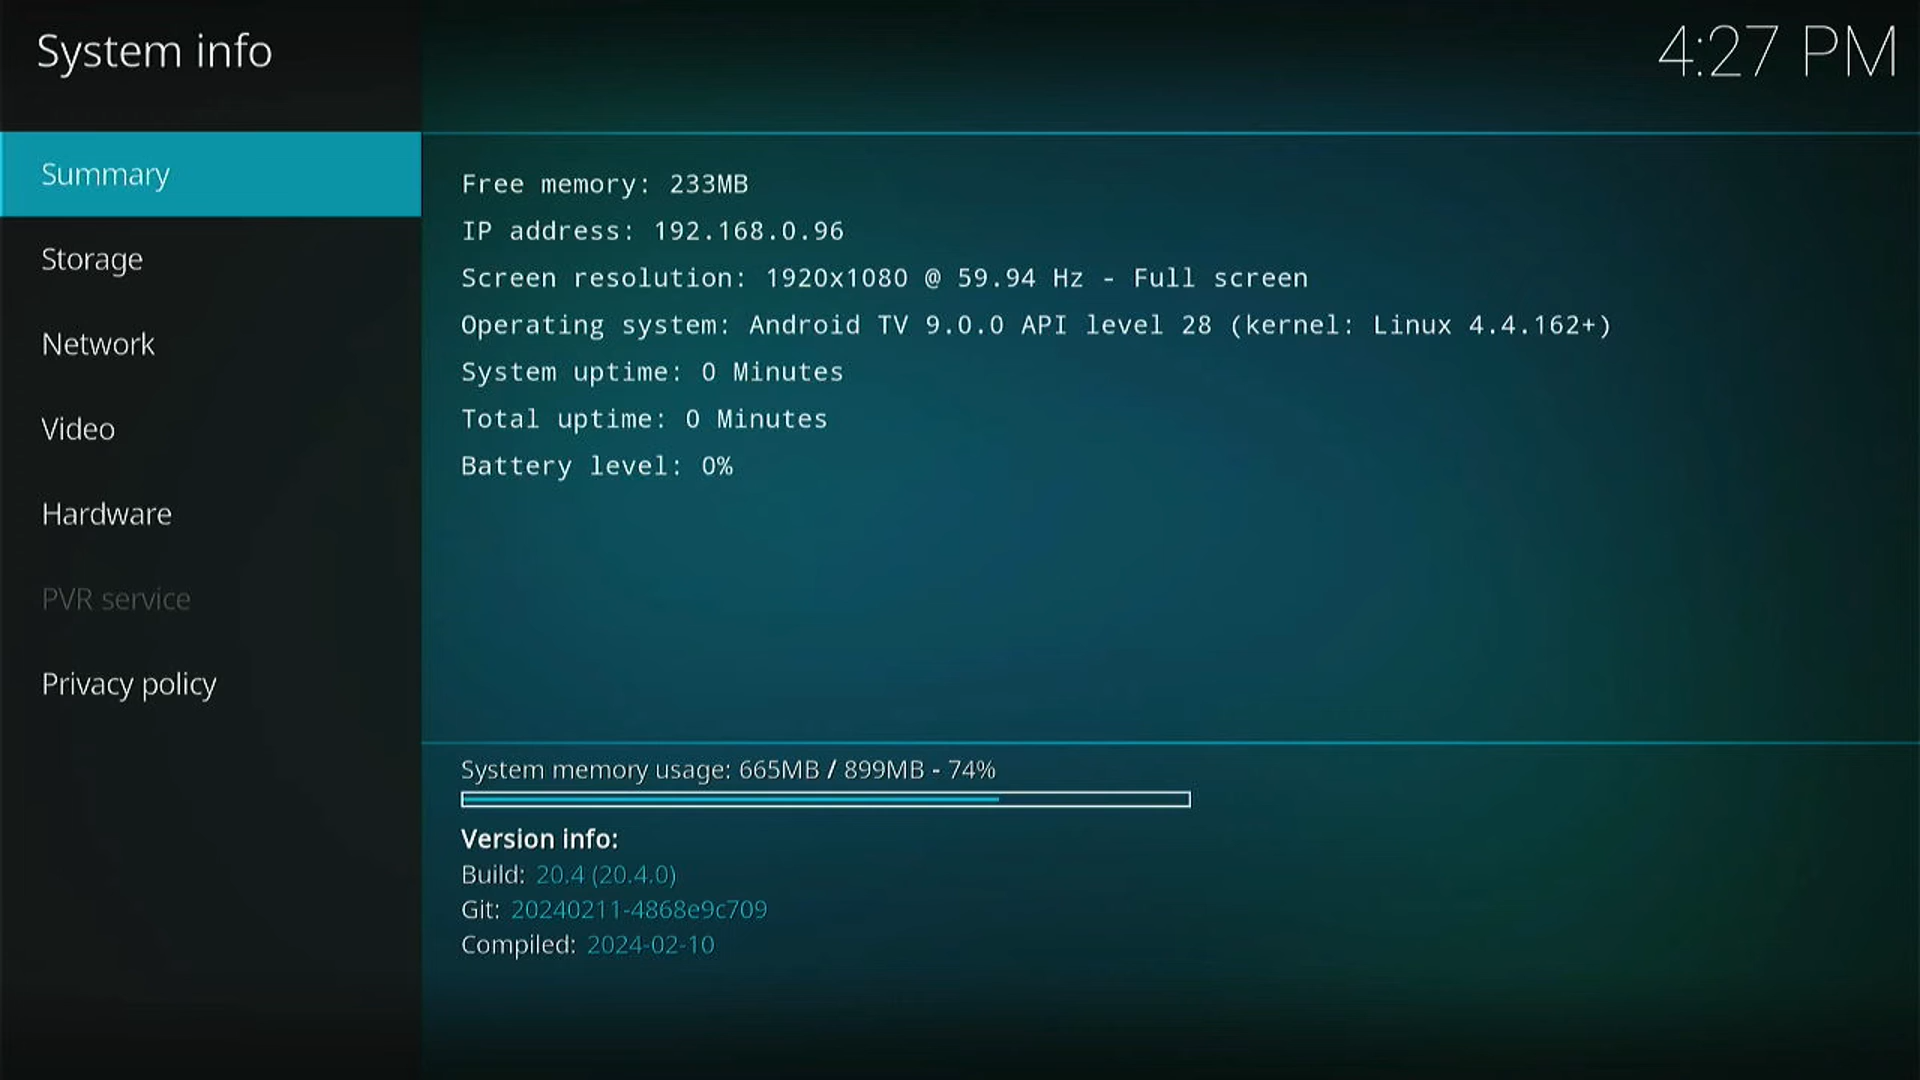 System info
4:27 PM
Summary
Storage
Network
Video
Hardware
PVR service
Privacy policy
Free memory: 233MB
IP address: 192.168.0.96
Screen resolution: 1920x1080 @ 59.94 Hz - Full screen
Operating system: Android TV 9.0.0 API level 28 (kernel: Linux 4.4.162+)
System uptime: 0 Minutes
Total uptime: 0 Minutes
Battery level: 0%
System memory usage: 665MB / 899MB - 74%
Version info:
Build: 20.4 (20.4.0)
Git: 20240211-4868e9c709
Compiled: 2024-02-10